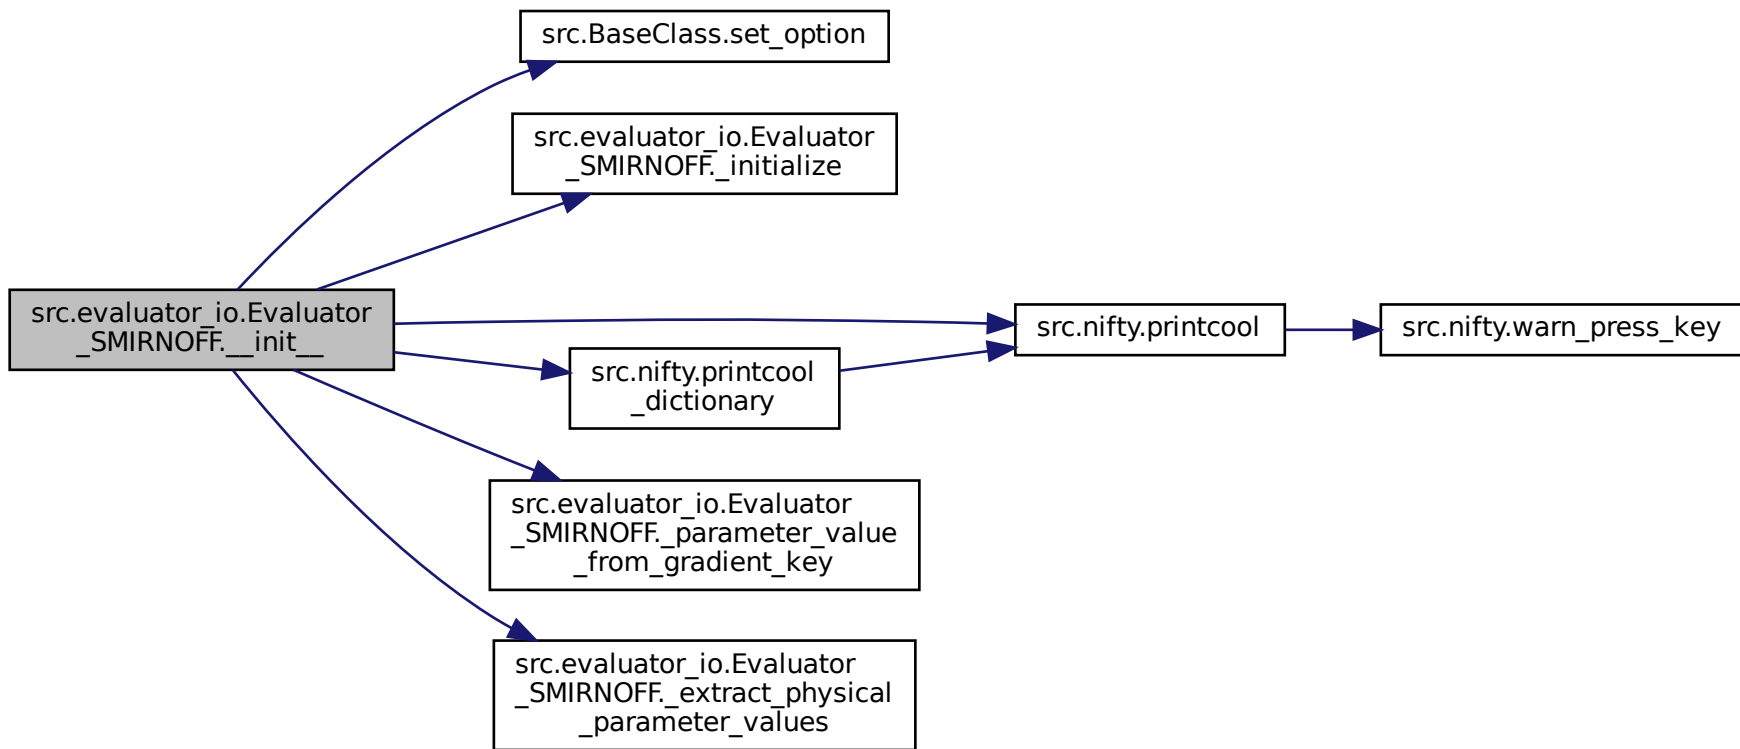 src.BaseClass.set_option
src.evaluator_io.Evaluator
_SMIRNOFF._initialize
src.evaluator_io.Evaluator
_SMIRNOFF.__init__
src.nifty.printcool
src.nifty.warn_press_key
src.nifty.printcool
_dictionary
src.evaluator_io.Evaluator
_SMIRNOFF._parameter_value
_from_gradient_key
src.evaluator_io.Evaluator
_SMIRNOFF._extract_physical
_parameter_values